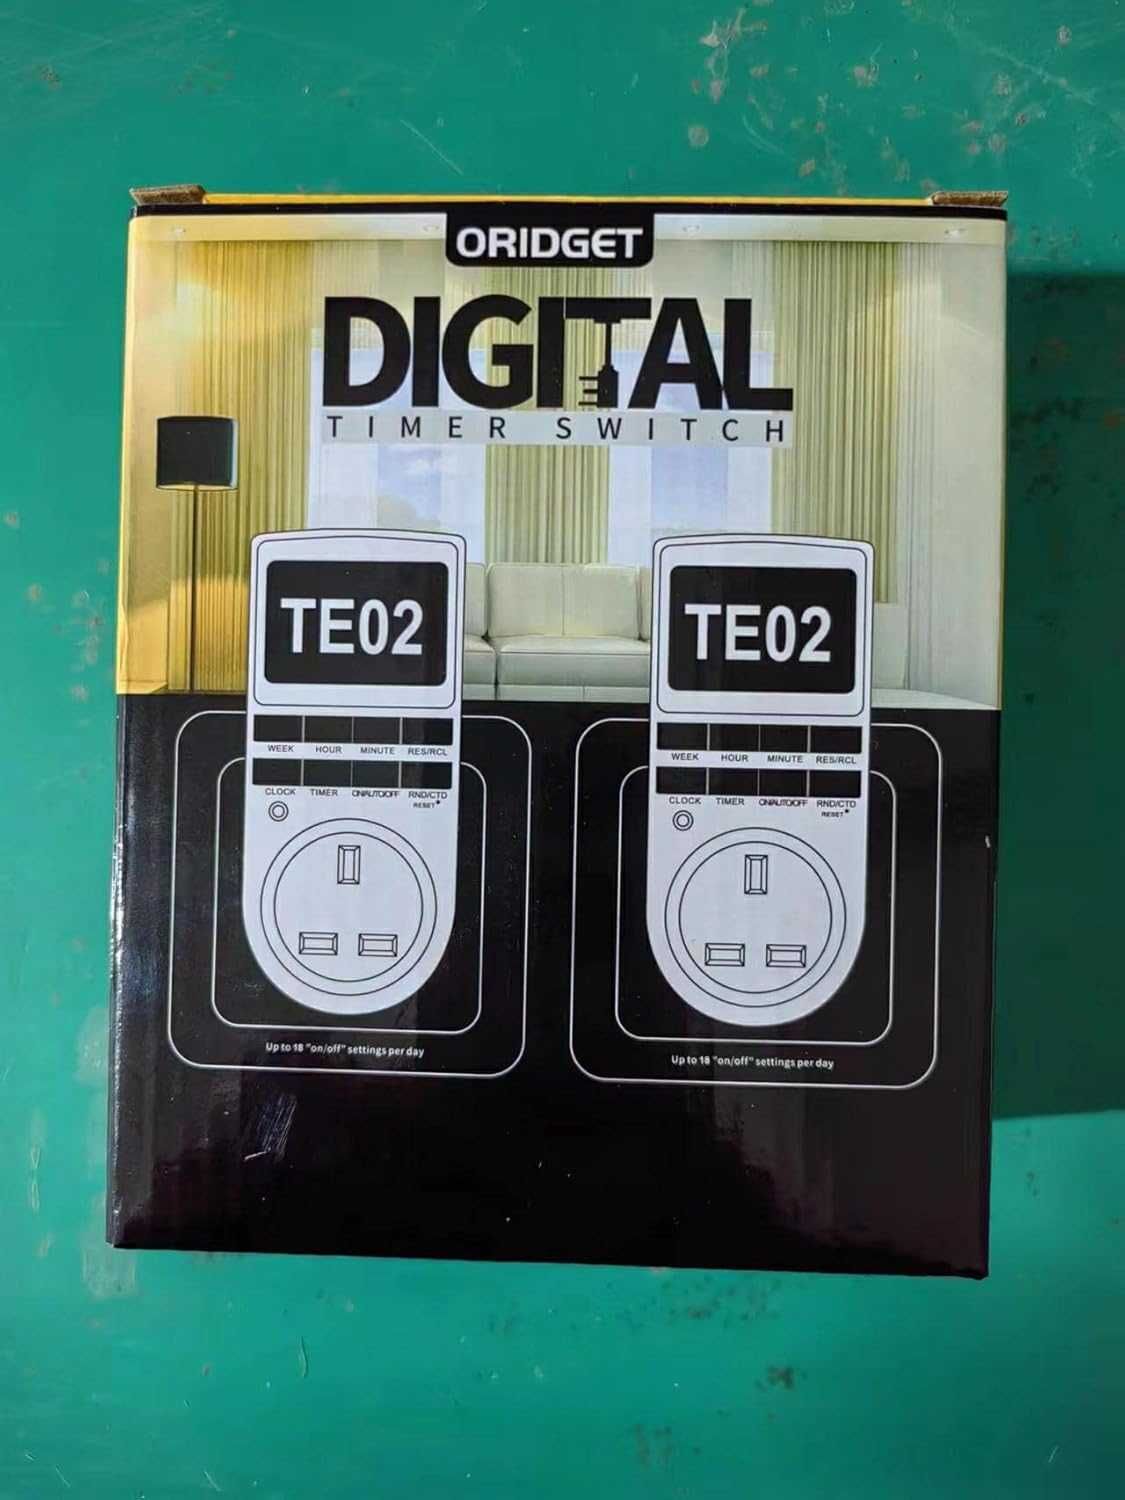 ORIDGET
DIGITAL
TIMER SWITCH
TE02
WEEK HOUR MINUTE RES/RCL
CLOCK TIMER ON/AUTO/OFF RND/CTD
RESET
Up to 18 "on/off" settings per day
TE02
WEEK HOUR MINUTE RES/RCL
CLOCK TIMER ON/AUTO/OFF RND/CTD
RESET
Up to 18 "on/off" settings per day